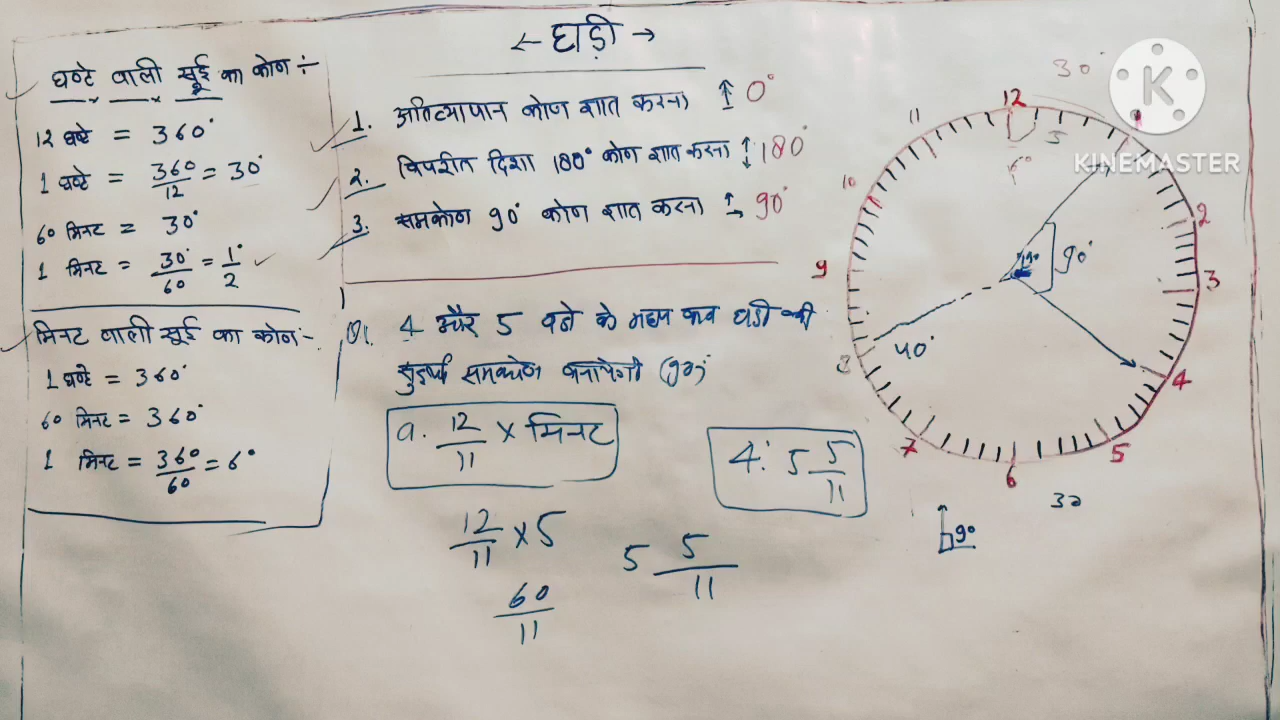 ← घड़ी →
घण्टे वाली सूई का कोण ÷
12 घण्टे = 360°
1 घण्टे = 360/12 = 30°
60 मिनट = 30°
1 मिनट = 30°/60 = 1°/2
मिनट वाली सूई का कोण :-
1 घण्टे = 360°
60 मिनट = 360°
1 मिनट = 360/60 = 6°
1. कोण ज्ञात करना 0°
2. विपरीत दिशा 180° कोण ज्ञात करना 180°
3. समकोण 90° कोण ज्ञात करना 90°
Q1. 4 और 5 बजे के मध्य कब घडी की
सुइयाँ समकोण बनायेगी (90°)
a. 12/11 × मिनट
4: 5 5/11
12/11 × 5
60/11
5 5/11
30°
12
11
10
9
8
7
6
5
4
3
2
5
6°
90°
40°
30
90
KINEMASTER
K